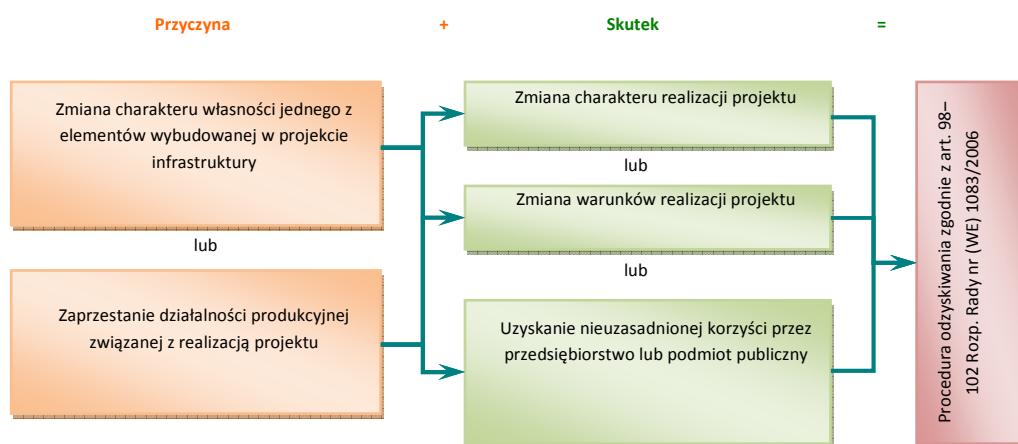 Przyczyna + Skutek =
Zmiana charakteru własności jednego z
elementów wybudowanej w projekcie
infrastruktury
lub
Zaprzestanie działalności produkcyjnej
związanej z realizacją projektu
Zmiana charakteru realizacji projektu
lub
Zmiana warunków realizacji projektu
lub
Uzyskanie nieuzasadnionej korzyści przez
przedsiębiorstwo lub podmiot publiczny
Procedura odzyskiwania zgodnie z art. 98–
102 Rozp. Rady nr (WE) 1083/2006